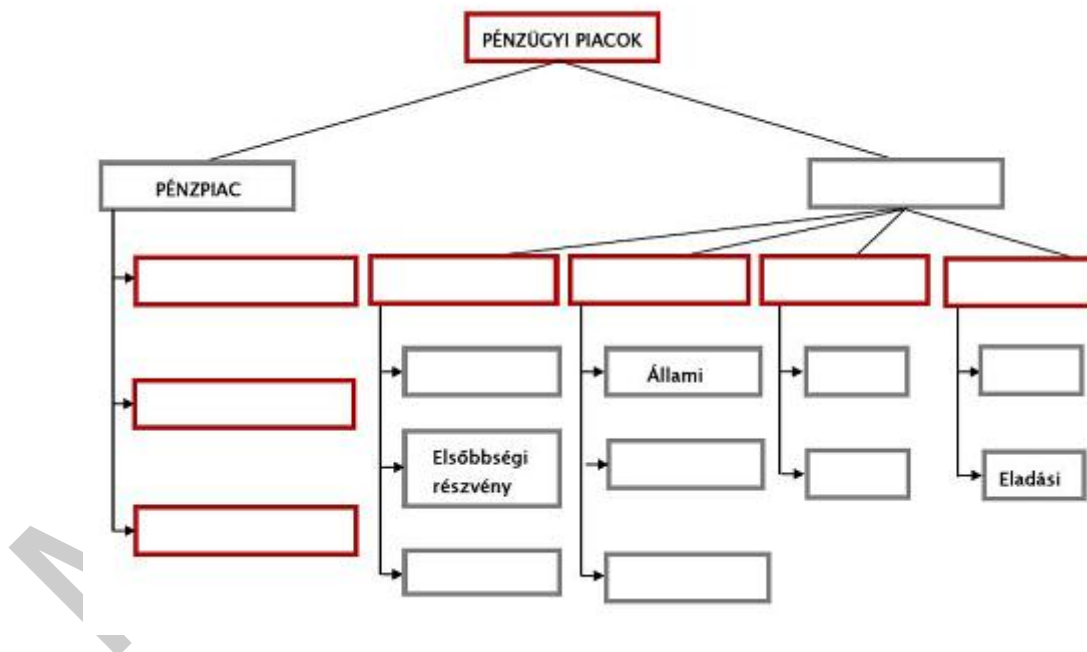 PÉNZÜGYI PIACOK
PÉNZPIAC
Állami
Elsőbbségi
részvény
Eladási